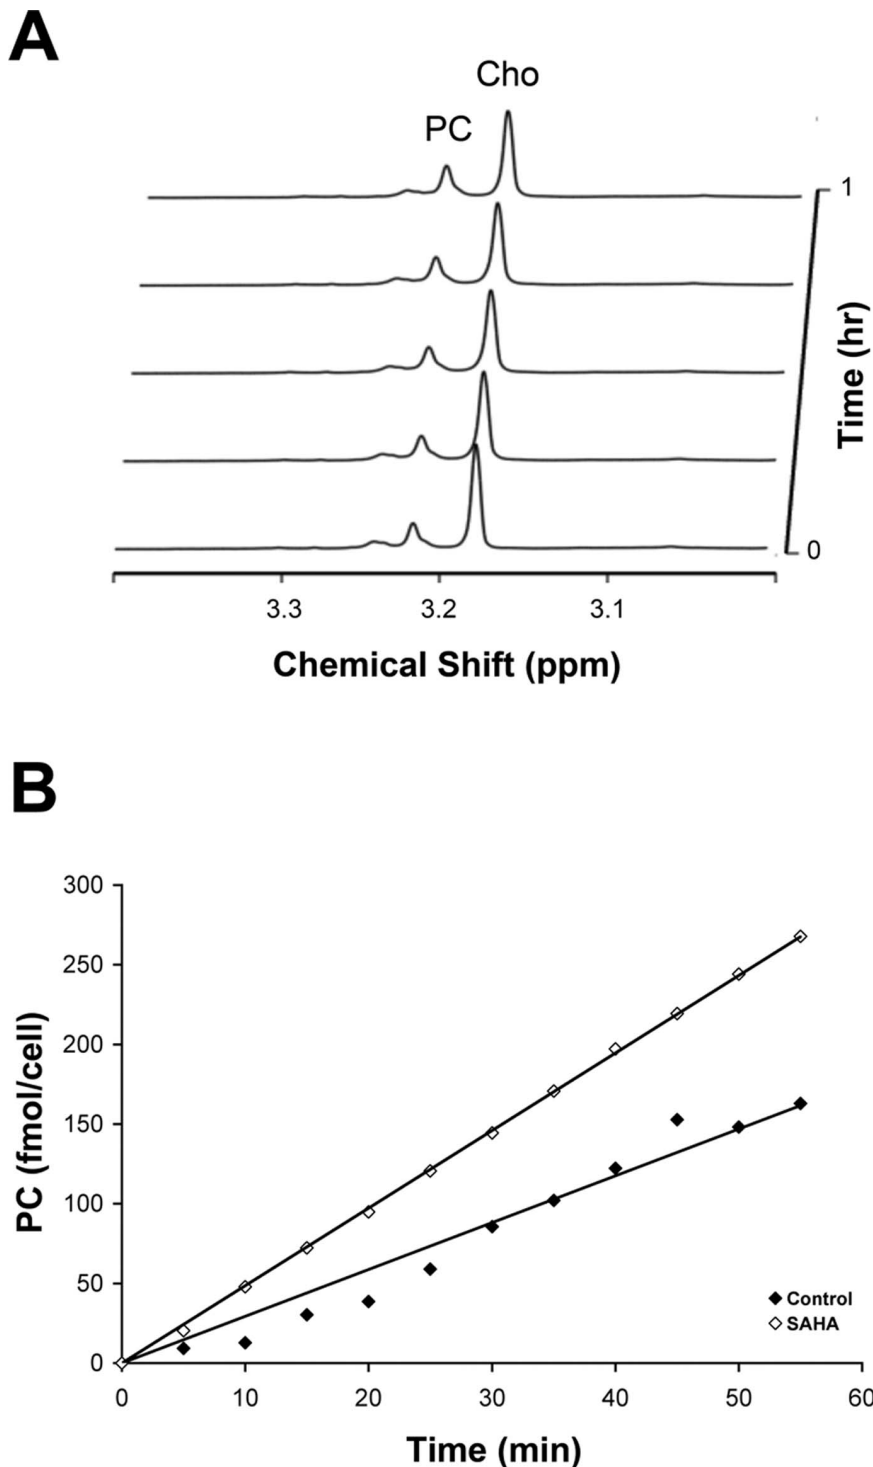 A
Cho
PC
1
Time (hr)
0
3.3 3.2 3.1
Chemical Shift (ppm)
B
300
250
200
150
100
50
0
PC (fmol/cell)
Control
SAHA
0 10 20 30 40 50 60
Time (min)